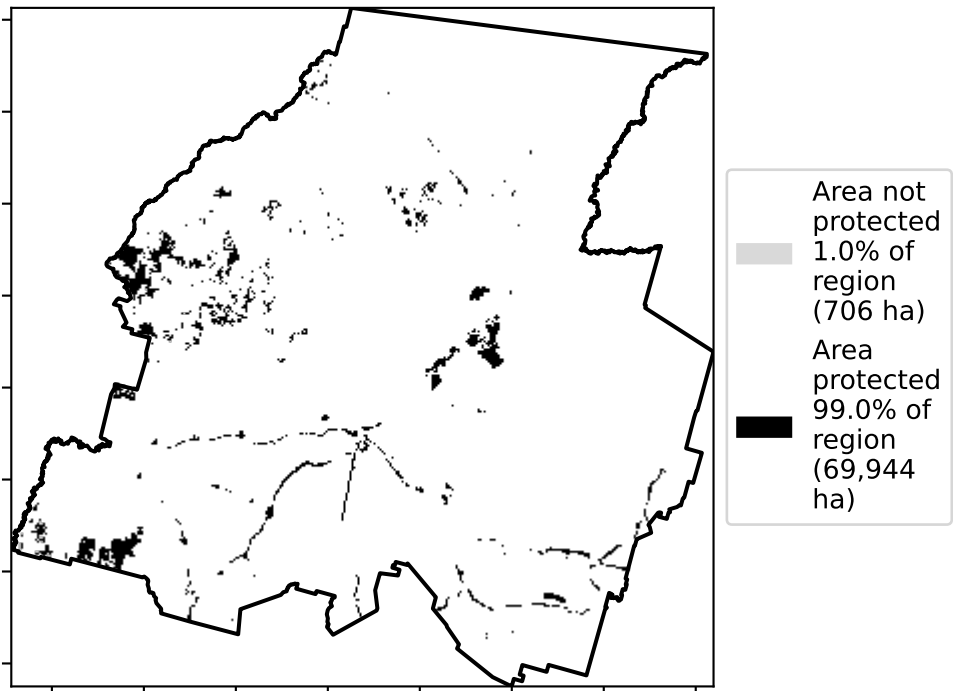 Area not
protected
1.0% of
region
(706 ha)
Area
protected
99.0% of
region
(69,944
ha)